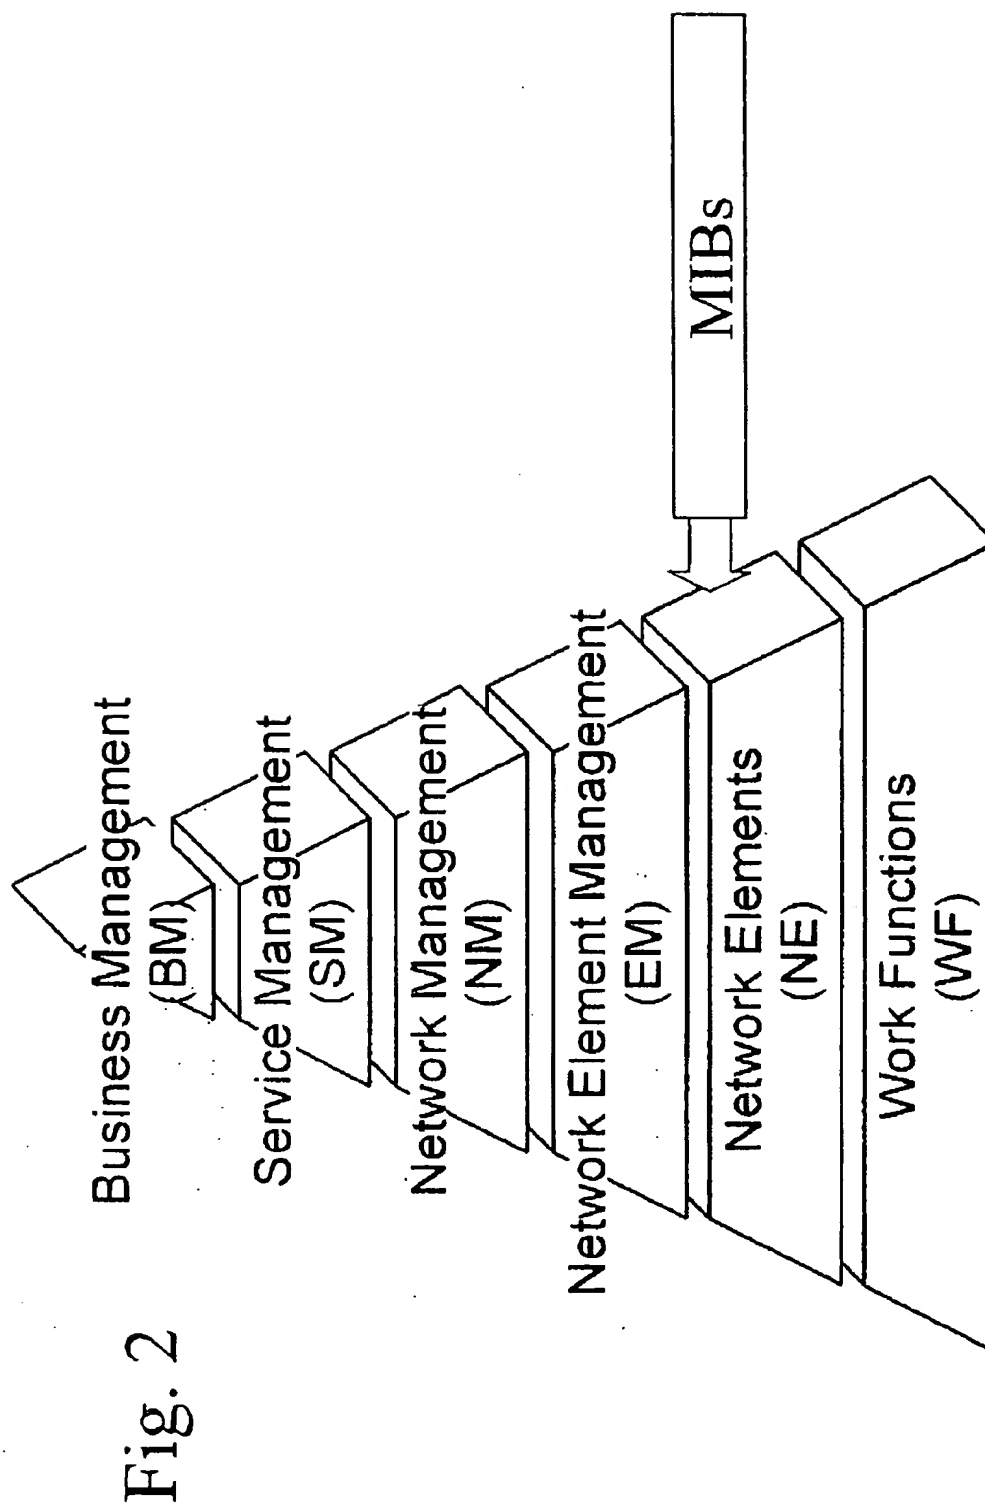 Fig. 2
Business Management
(BM)
Service Management
(SM)
Network Management
(NM)
Network Element Management
(EM)
Network Elements
(NE)
Work Functions
(WF)
MIBs